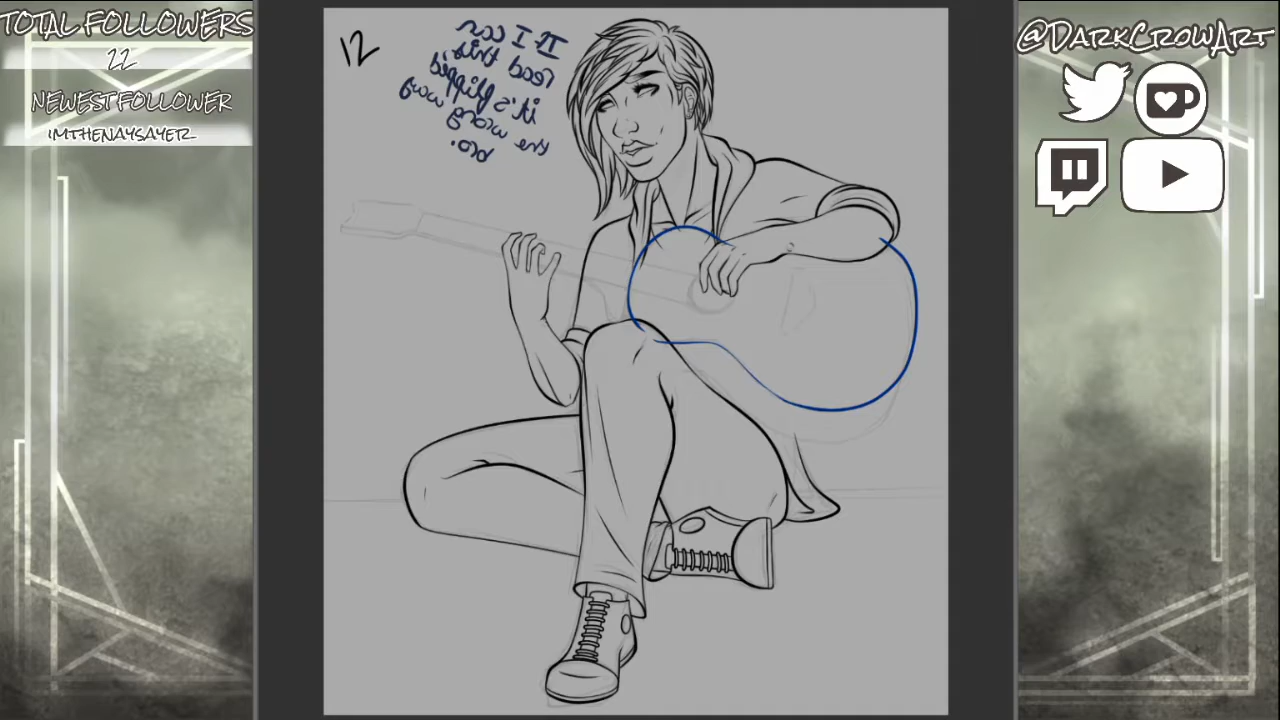 TOTAL FOLLOWERS
22
NEWEST FOLLOWER
IMTHENAYSAYER
12
If I can
read this
it's flipped
the wrong way
bro.
@DarkCrowArt